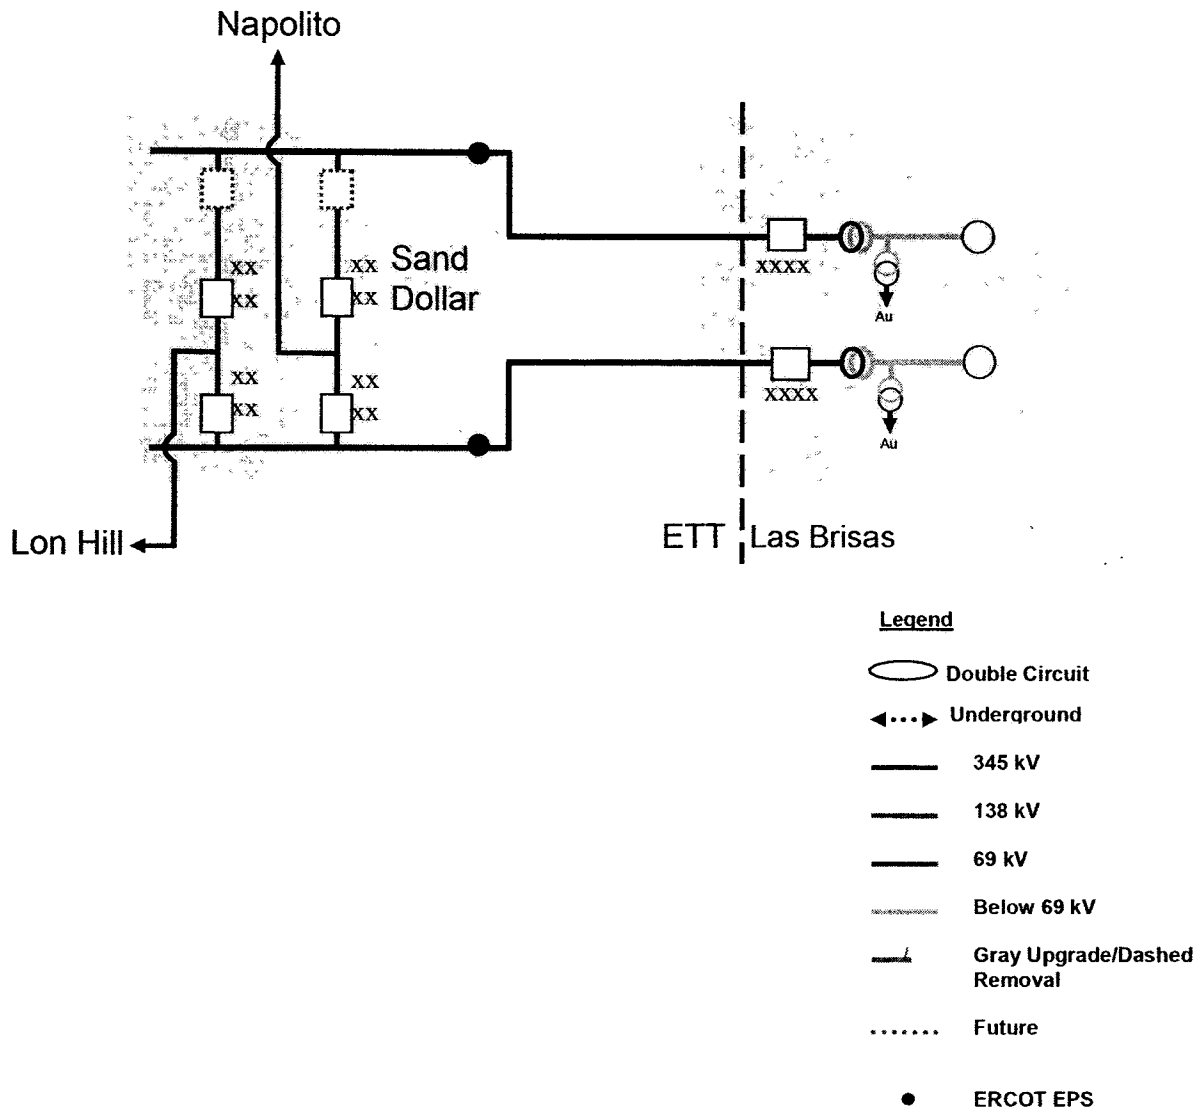 Napolito
xx
xx
xx
xx
Sand
Dollar
xxxx
Au
xx
xx
xx
xx
xxxx
Au
Lon Hill
ETT
Las Brisas
Legend
Double Circuit
Underground
345 kV
138 kV
69 kV
Below 69 kV
Gray Upgrade/Dashed
Removal
Future
ERCOT EPS